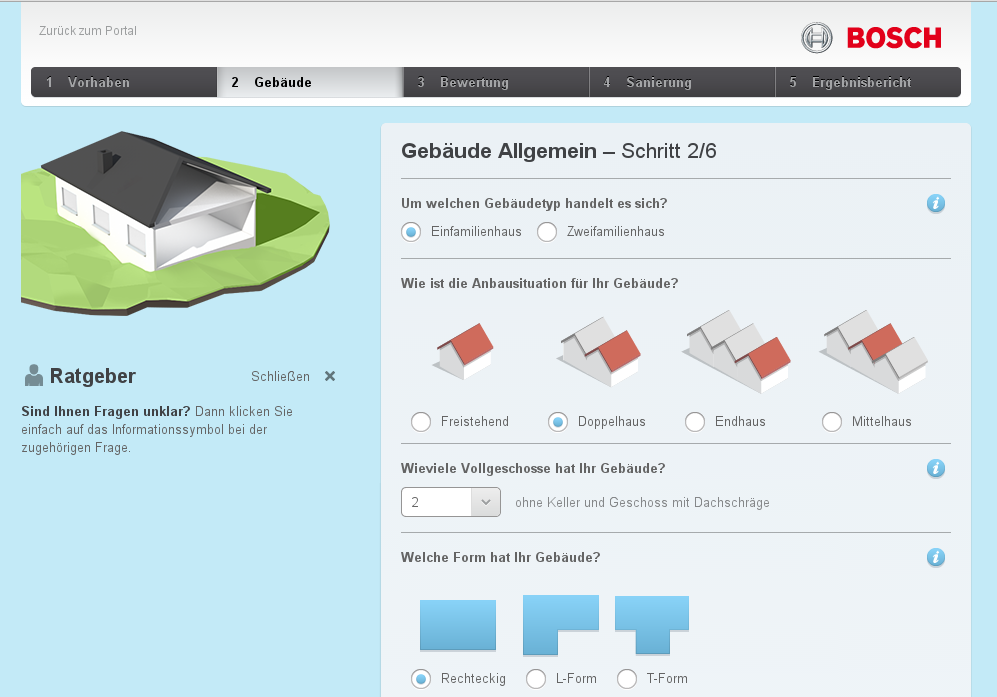 Zurück zum Portal
BOSCH
1 Vorhaben 2 Gebäude 3 Bewertung 4 Sanierung 5 Ergebnisbericht
Gebäude Allgemein – Schritt 2/6
Um welchen Gebäudetyp handelt es sich? i
Einfamilienhaus Zweifamilienhaus
Wie ist die Anbausituation für Ihr Gebäude?
Freistehend Doppelhaus Endhaus Mittelhaus
Wieviele Vollgeschosse hat Ihr Gebäude? i
2 ohne Keller und Geschoss mit Dachschräge
Welche Form hat Ihr Gebäude? i
Rechteckig L-Form T-Form
Ratgeber Schließen ×
Sind Ihnen Fragen unklar? Dann klicken Sie
einfach auf das Informationssymbol bei der
zugehörigen Frage.